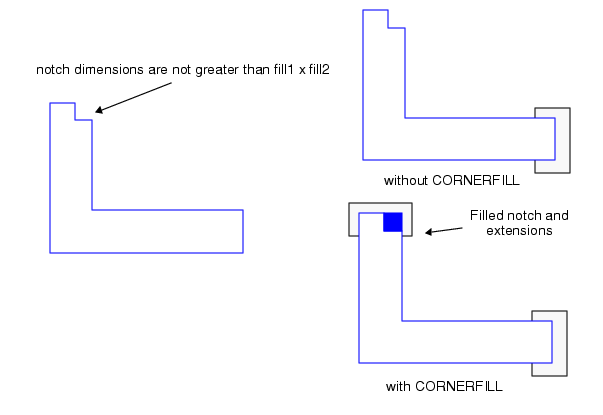 notch dimensions are not greater than fill1 x fill2
without CORNERFILL
Filled notch and
extensions
with CORNERFILL